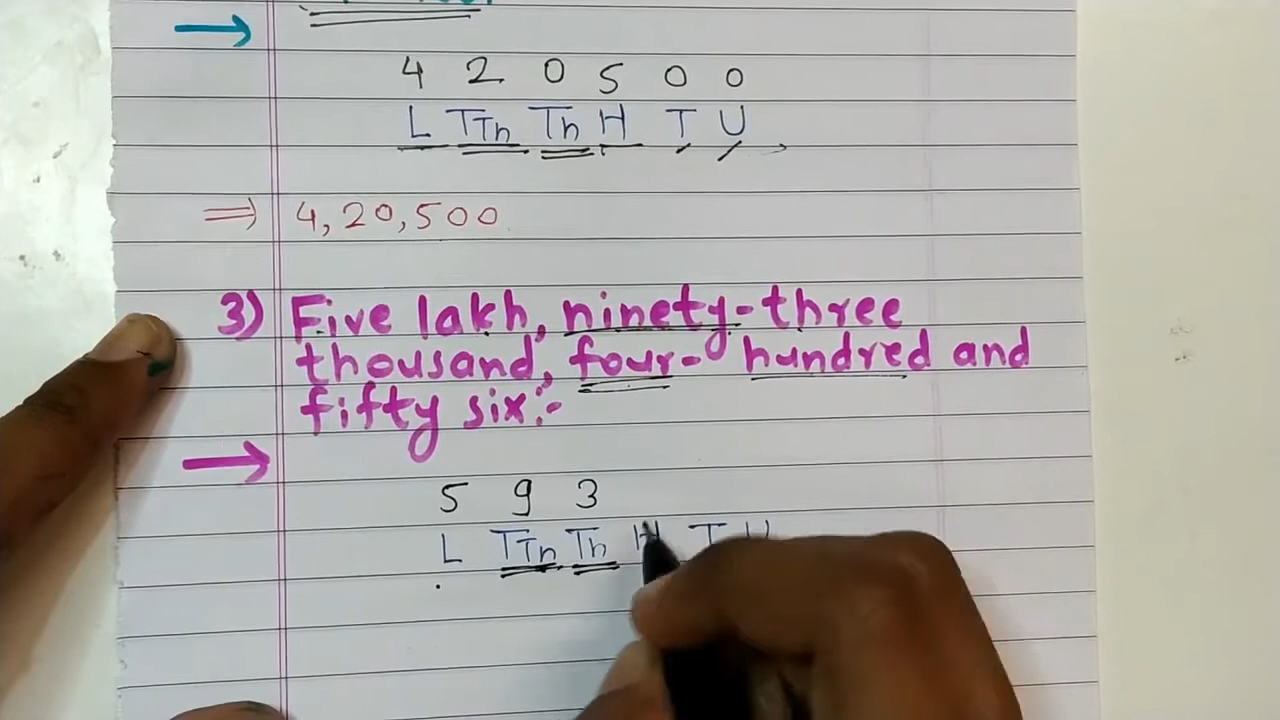 4 2 0 5 0 0
L TTh Th H T U
⇒ 4,20,500
3) Five lakh, ninety-three
thousand, four- hundred and
fifty six:-
5 9 3
L TTh Th H T U